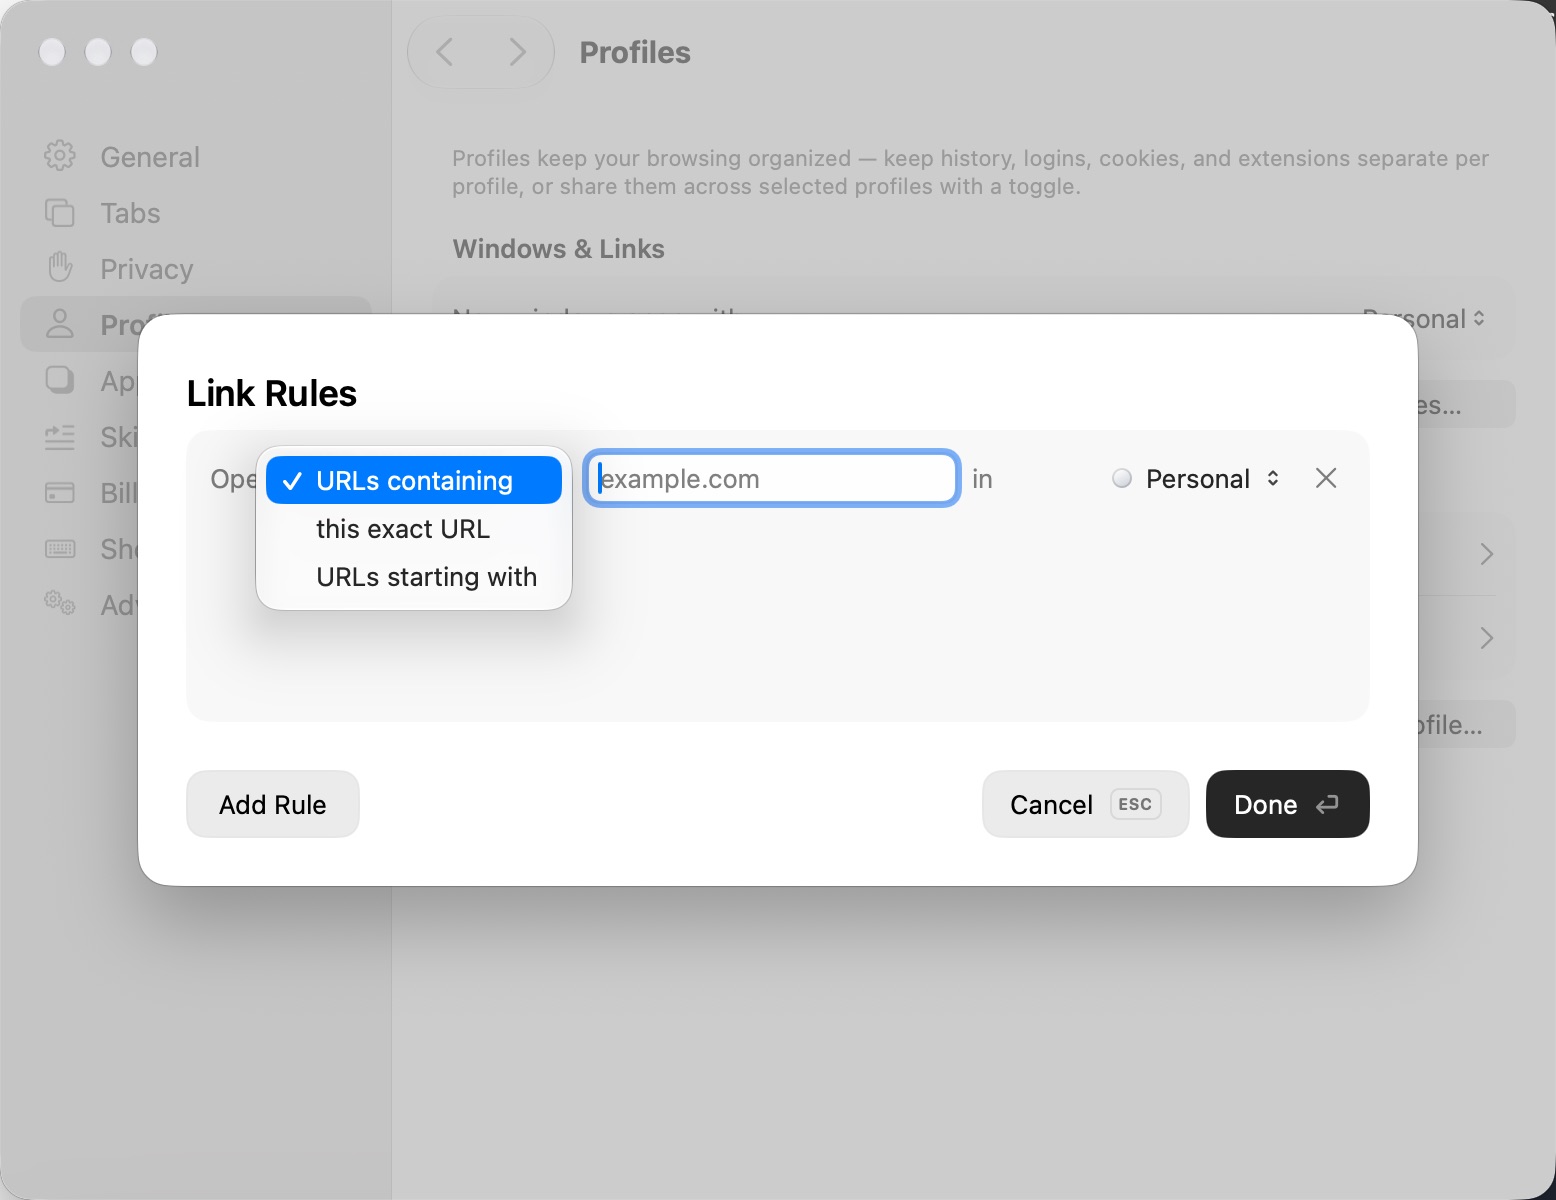 Profiles
General
Tabs
Privacy
Profiles keep your browsing organized — keep history, logins, cookies, and extensions separate per
profile, or share them across selected profiles with a toggle.
Windows & Links
Personal
Link Rules
URLs containing
example.com
in
Personal
this exact URL
URLs starting with
Add Rule
Cancel
ESC
Done